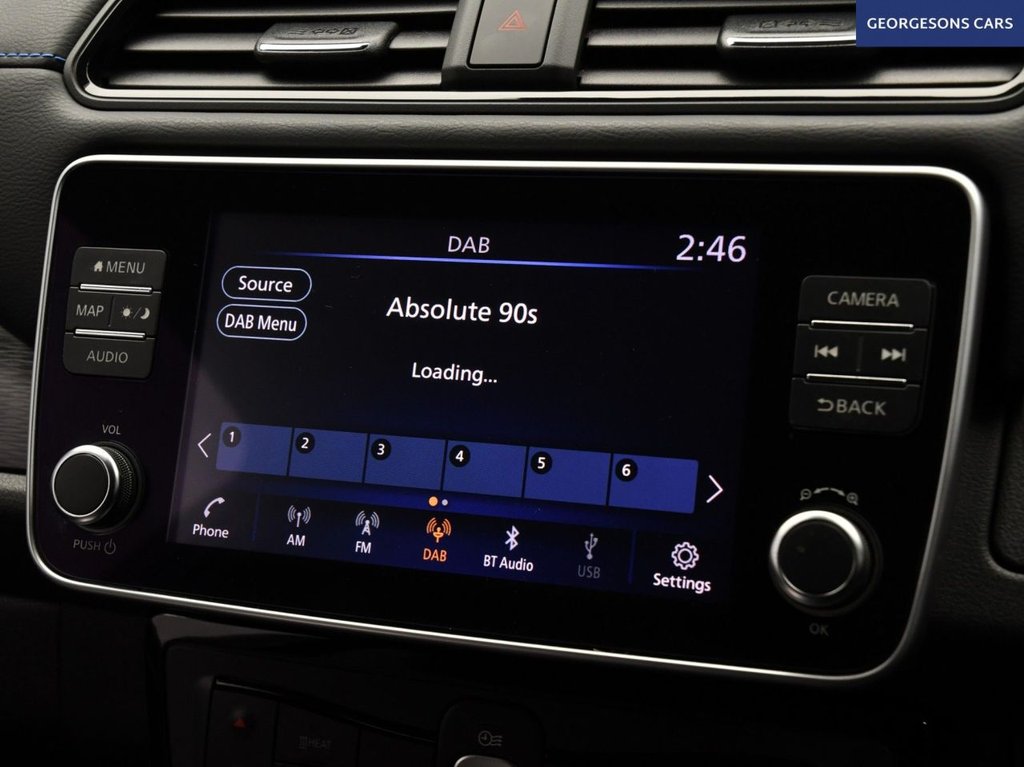 GEORGESONS CARS
DAB
2:46
MENU
MAP
AUDIO
Source
DAB Menu
Absolute 90s
Loading...
CAMERA
BACK
VOL
PUSH
1 2 3 4 5 6
Phone
AM
FM
DAB
BT Audio
USB
Settings
OK
HEAT